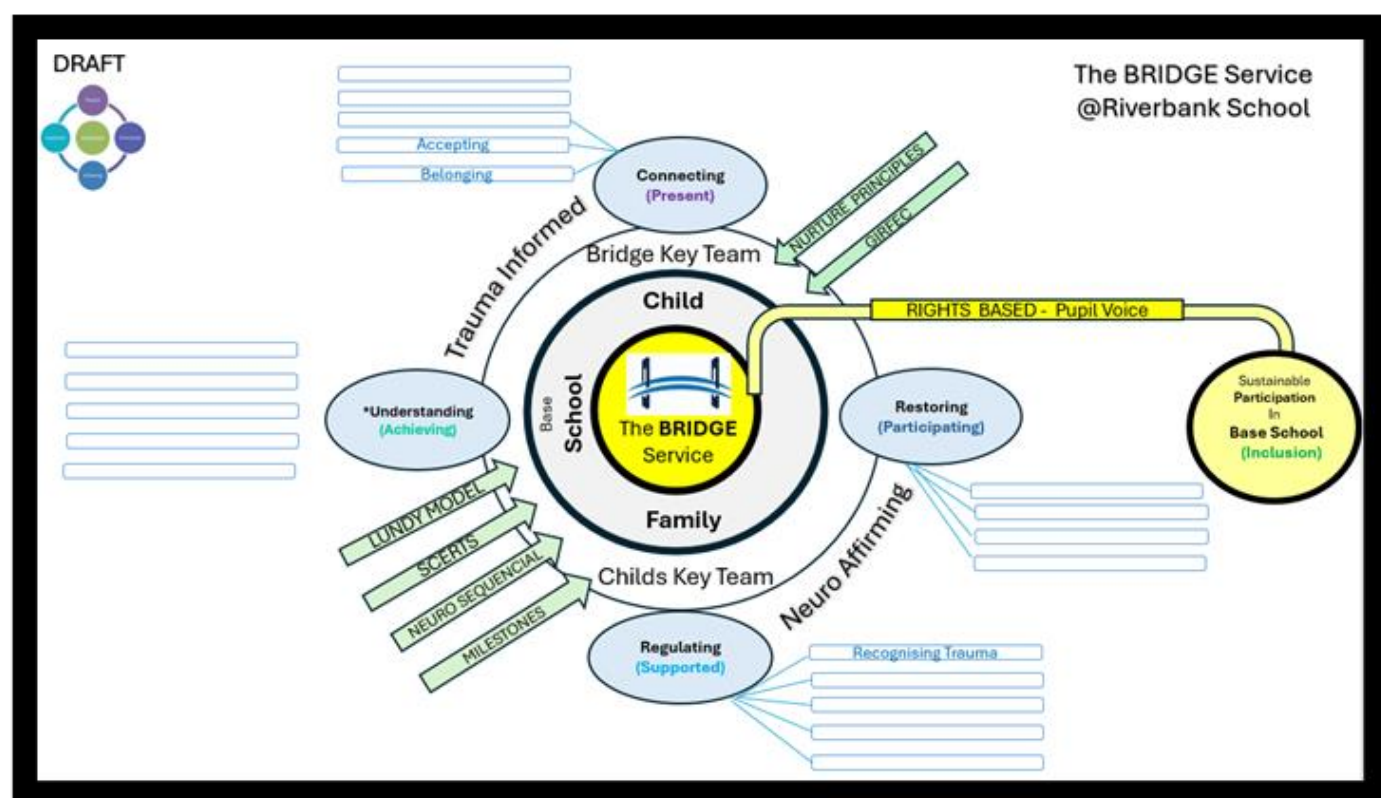 DRAFT
The BRIDGE Service
@Riverbank School
Accepting
Belonging
Connecting
(Present)
NURTURE PRINCIPLES
GIRFEC
Trauma Informed
Bridge Key Team
Child
RIGHTS BASED - Pupil Voice
Base
School
The BRIDGE
Service
*Understanding
(Achieving)
Restoring
(Participating)
Sustainable
Participation
In
Base School
(Inclusion)
Family
LUNDY MODEL
SCERTS
NEURO SEQUENCIAL
MILESTONES
Childs Key Team
Neuro Affirming
Regulating
(Supported)
Recognising Trauma